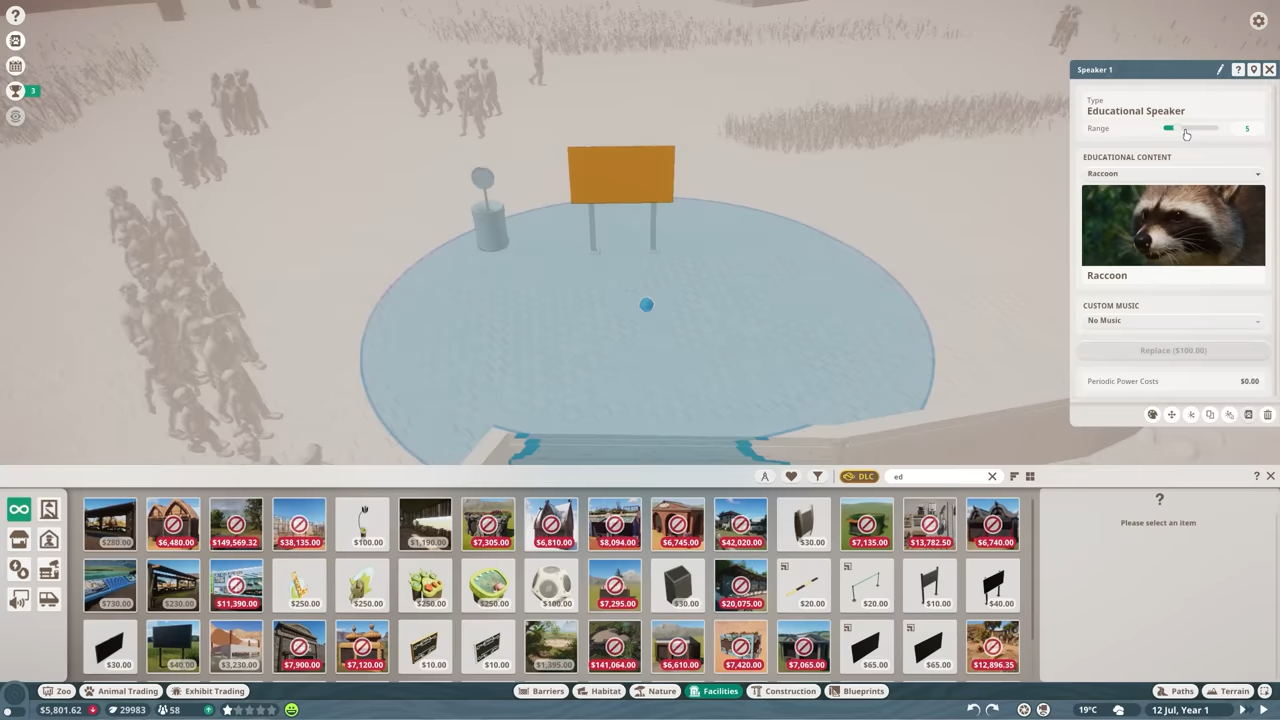 3
Speaker 1
?
Type
Educational Speaker
Range
5
EDUCATIONAL CONTENT
Raccoon
Raccoon
CUSTOM MUSIC
No Music
Replace ($100.00)
Periodic Power Costs $0.00
DLC
ed
?
$280.00 $6,480.00 $149,569.32 $38,135.00 $100.00 $1,190.00 $7,305.00 $6,810.00 $8,094.00 $6,745.00 $42,020.00 $30.00 $7,135.00 $13,782.50 $6,740.00
?
Please select an item
$730.00 $230.00 $11,390.00 $250.00 $250.00 $250.00 $250.00 $100.00 $7,295.00 $30.00 $20,075.00 $20.00 $20.00 $10.00 $40.00
$30.00 $40.00 $3,230.00 $7,900.00 $7,120.00 $10.00 $10.00 $1,395.00 $141,064.00 $6,610.00 $7,420.00 $7,065.00 $65.00 $65.00 $12,896.35
Zoo Animal Trading Exhibit Trading Barriers Habitat Nature Facilities Construction Blueprints Paths Terrain
$5,801.62 29983 58 19°C 12 Jul, Year 1